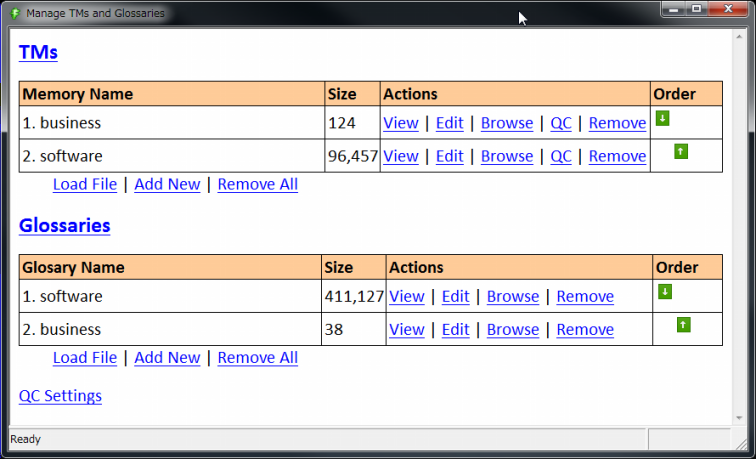 Manage TMs and Glossaries
TMs
Memory Name Size Actions Order
1. business 124 View | Edit | Browse | QC | Remove
2. software 96,457 View | Edit | Browse | QC | Remove
Load File | Add New | Remove All
Glossaries
Glosary Name Size Actions Order
1. software 411,127 View | Edit | Browse | Remove
2. business 38 View | Edit | Browse | Remove
Load File | Add New | Remove All
QC Settings
Ready